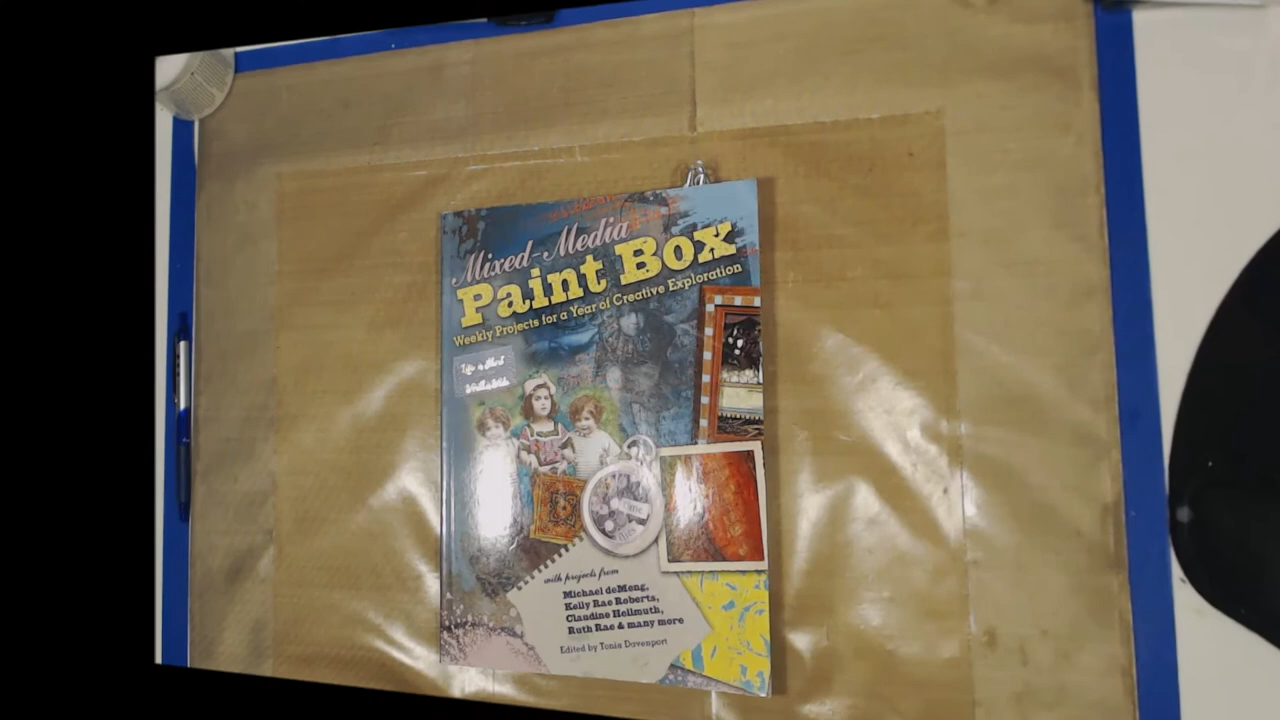 Mixed-Media
Paint Box
Weekly Projects for a Year of Creative Exploration
with projects from
Michael deMeng,
Kelly Rae Roberts,
Claudine Hellmuth,
Ruth Rae & many more
Edited by Tonia Davenport